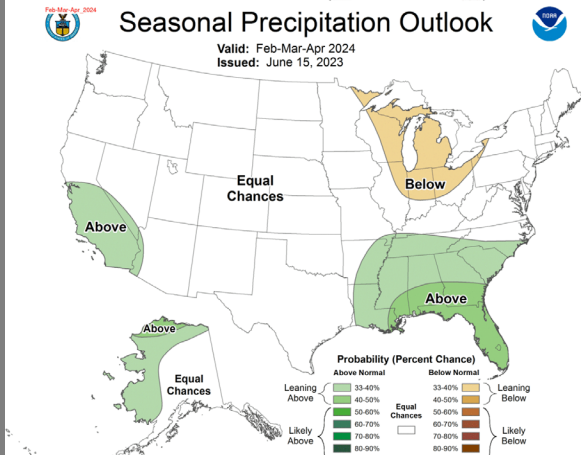 Feb-Mar-Apr 2024
Seasonal Precipitation Outlook
NOAA
Valid: Feb-Mar-Apr 2024
Issued: June 15, 2023
Equal
Chances
Below
Above
Above
Above
Equal
Chances
Probability (Percent Chance)
Above Normal
Below Normal
Leaning
Above
33-40%
40-50%
50-60%
60-70%
70-80%
80-90%
Likely
Above
Equal
Chances
33-40%
40-50%
50-60%
60-70%
70-80%
80-90%
Leaning
Below
Likely
Below